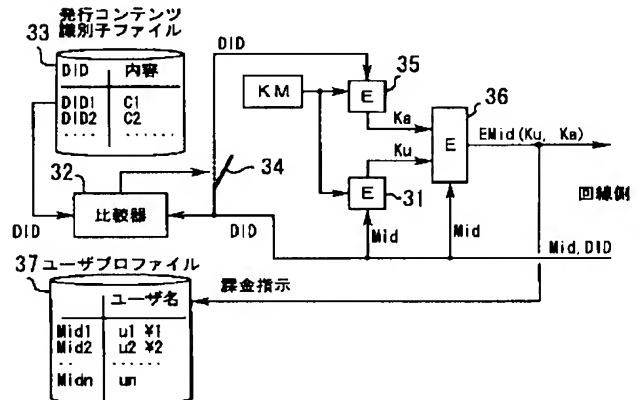 発行コンテンツ
識別子ファイル
33
DID 内容
DID1 C1
DID2 C2
..... ......
DID
KM
E
35
Ka
36
E
EMid(Ku, Ka)
Ku
34
32
比較器
E
31
回線側
DID
DID
Mid
Mid
Mid, DID
37 ユーザプロファイル
課金指示
ユーザ名
Mid1 u1 ¥1
Mid2 u2 ¥2
.. ......
Midn un